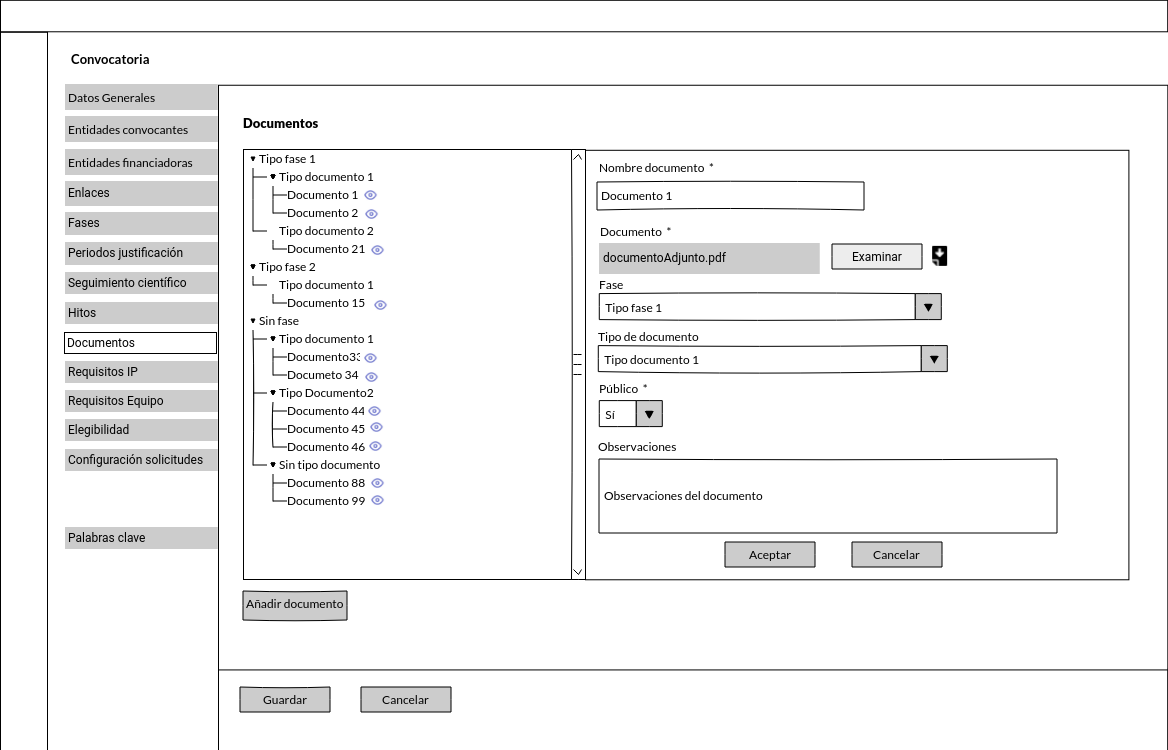 Convocatoria
Datos Generales
Entidades convocantes
Entidades financiadoras
Enlaces
Fases
Periodos justificación
Seguimiento científico
Hitos
Documentos
Requisitos IP
Requisitos Equipo
Elegibilidad
Configuración solicitudes
Palabras clave
Documentos
Tipo fase 1
Tipo documento 1
Documento 1
Documento 2
Tipo documento 2
Documento 21
Tipo fase 2
Tipo documento 1
Documento 15
Sin fase
Tipo documento 1
Documento33
Documeto 34
Tipo Documento2
Documento 44
Documento 45
Documento 46
Sin tipo documento
Documento 88
Documento 99
Nombre documento *
Documento 1
Documento *
documentoAdjunto.pdf
Examinar
Fase
Tipo fase 1
Tipo de documento
Tipo documento 1
Público *
Sí
Observaciones
Observaciones del documento
Aceptar Cancelar
Añadir documento
Guardar Cancelar